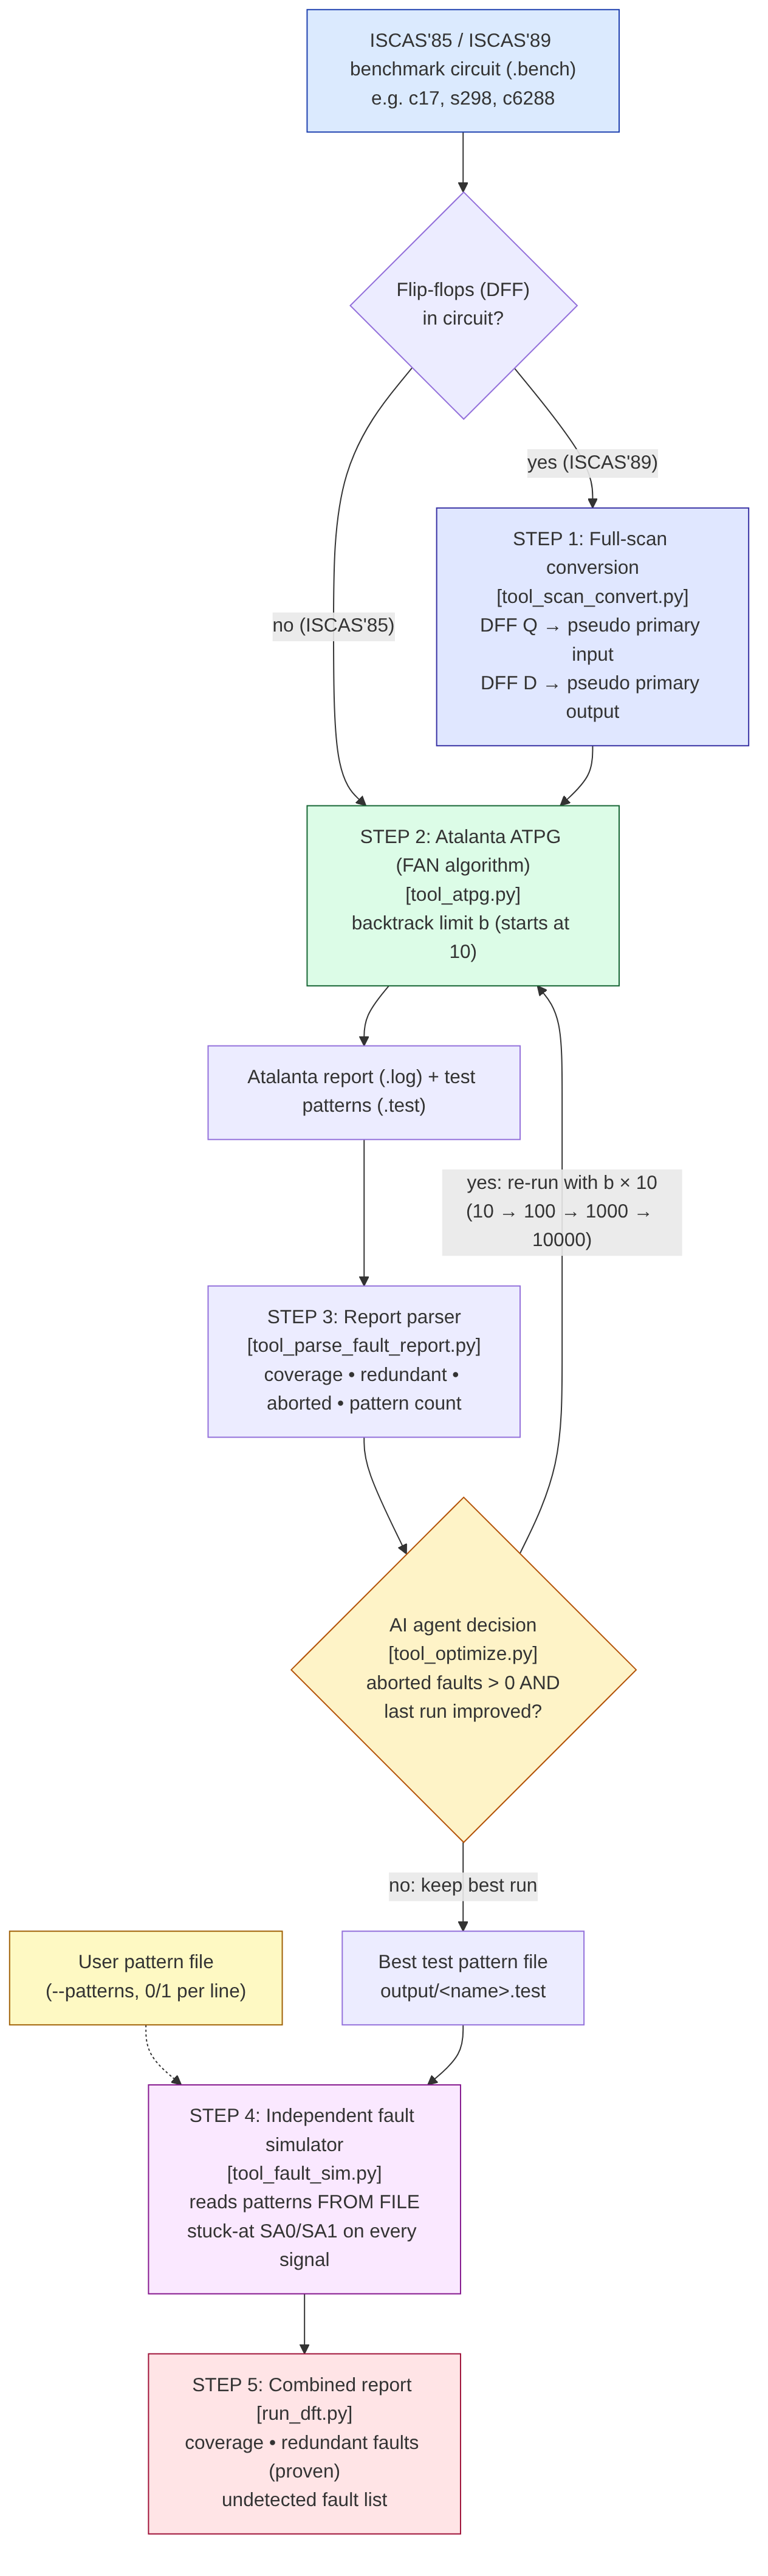 ISCAS'85 / ISCAS'89
benchmark circuit (.bench)
e.g. c17, s298, c6288
Flip-flops (DFF)
in circuit?
yes (ISCAS'89)
STEP 1: Full-scan
conversion
[tool_scan_convert.py]
DFF Q → pseudo primary
input
DFF D → pseudo primary
output
no (ISCAS'85)
STEP 2: Atalanta ATPG
(FAN algorithm)
[tool_atpg.py]
backtrack limit b (starts at
10)
Atalanta report (.log) + test
patterns (.test)
yes: re-run with b × 10
(10 → 100 → 1000 →
10000)
STEP 3: Report parser
[tool_parse_fault_report.py]
coverage • redundant •
aborted • pattern count
AI agent decision
[tool_optimize.py]
aborted faults > 0 AND
last run improved?
no: keep best run
User pattern file
(--patterns, 0/1 per line)
Best test pattern file
output/<name>.test
STEP 4: Independent fault
simulator
[tool_fault_sim.py]
reads patterns FROM FILE
stuck-at SA0/SA1 on every
signal
STEP 5: Combined report
[run_dft.py]
coverage • redundant faults
(proven)
undetected fault list